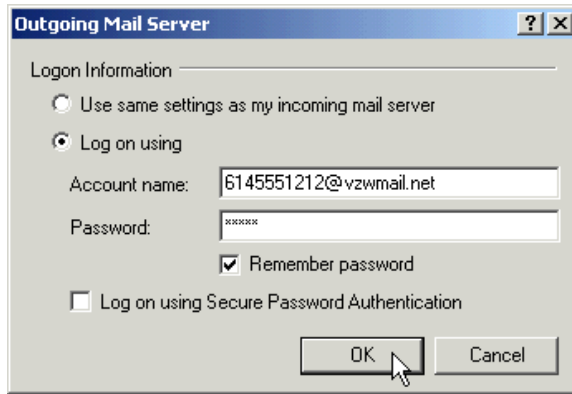 Outgoing Mail Server
Logon Information
Use same settings as my incoming mail server
Log on using
Account name: 6145551212@vzwmail.net
Password: *****
Remember password
Log on using Secure Password Authentication
OK Cancel